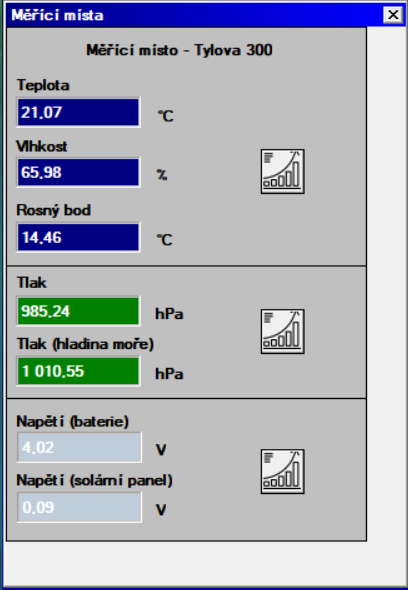 Měřící místa
Měřící místo - Tylova 300
Teplota
21,07 °C
Vlhkost
65,98 %
Rosný bod
14,46 °C
Tlak
985,24 hPa
Tlak (hladina moře)
1 010,55 hPa
Napětí (baterie)
4,02 V
Napětí (solární panel)
0,09 V